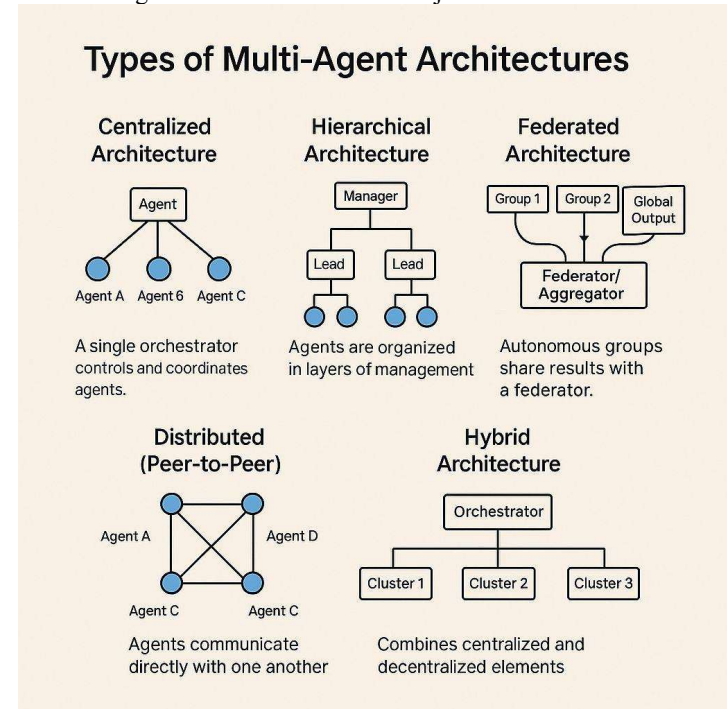 Types of Multi-Agent Architectures
Centralized
Architecture
Agent
Agent A
Agent 6
Agent C
A single orchestrator
controls and coordinates
agents.
Hierarchical
Architecture
Manager
Lead
Lead
Agents are organized
in layers of management
Federated
Architecture
Group 1
Group 2
Global
Output
Federator/
Aggregator
Autonomous groups
share results with
a federator.
Distributed
(Peer-to-Peer)
Agent A
Agent D
Agent C
Agent C
Agents communicate
directly with one another
Hybrid
Architecture
Orchestrator
Cluster 1
Cluster 2
Cluster 3
Combines centralized and
decentralized elements